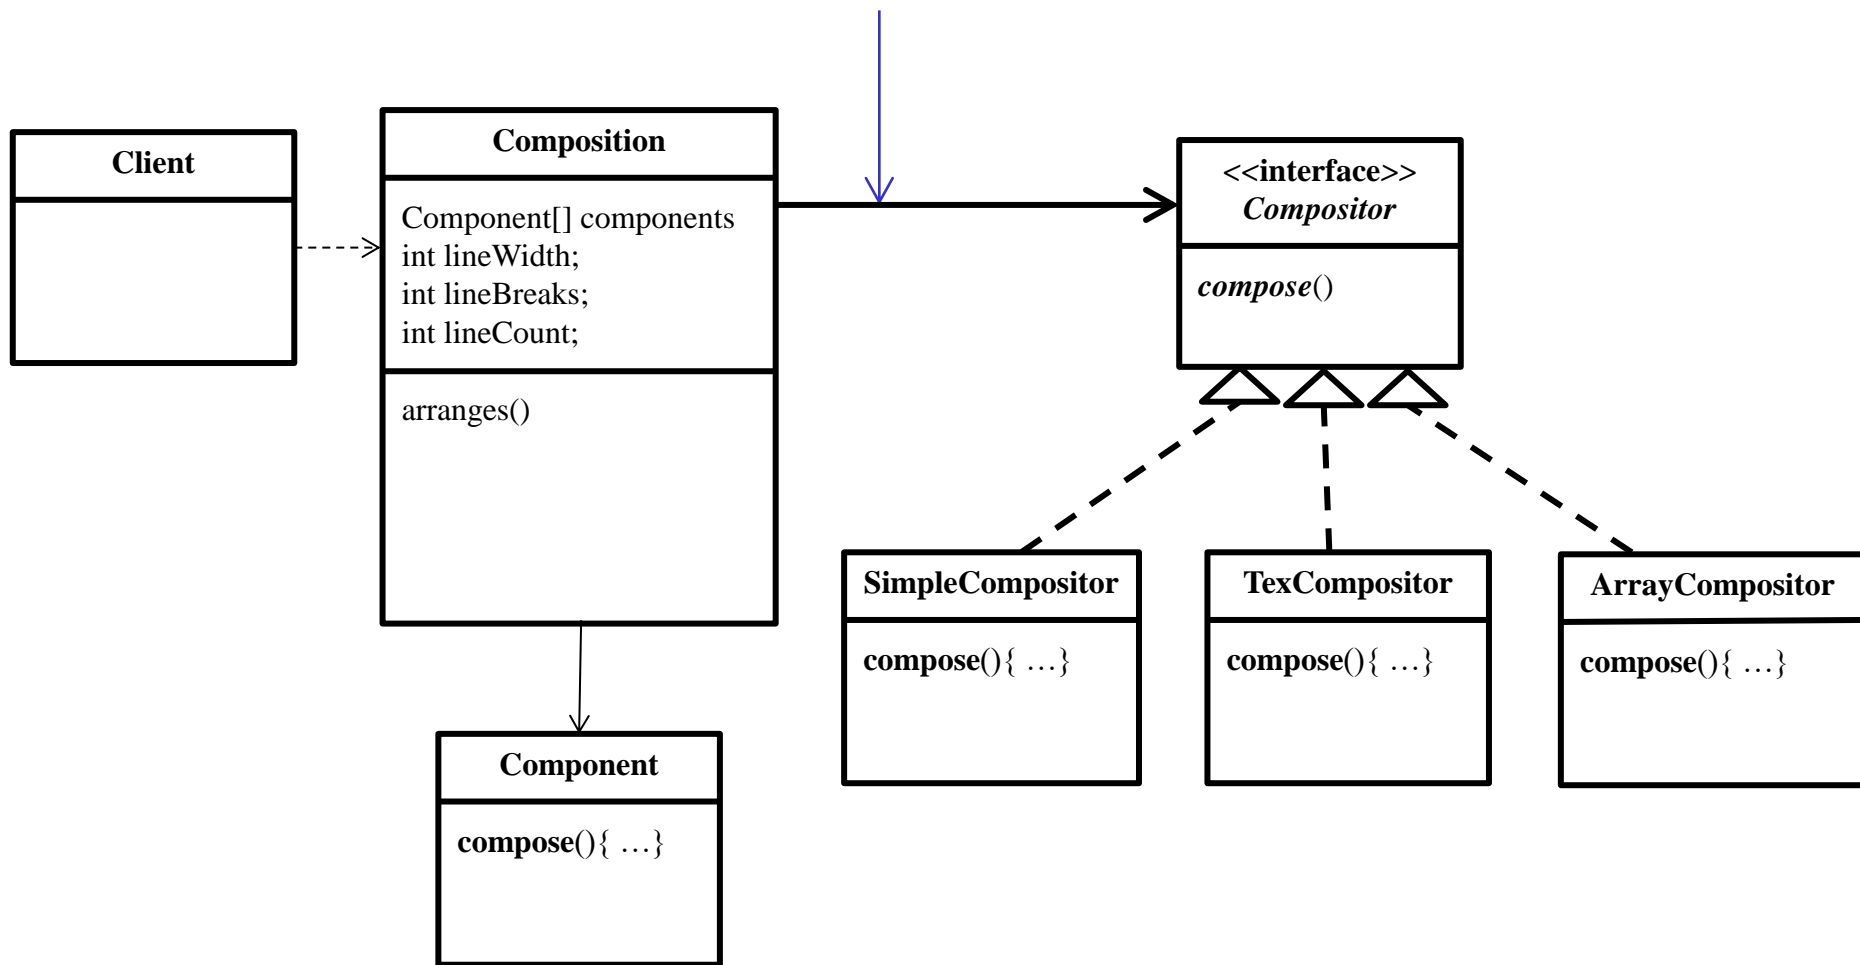 Client
Composition
Component[] components
int lineWidth;
int lineBreaks;
int lineCount;
arranges()
<<interface>>
Compositor
compose()
SimpleCompositor
compose(){ …}
TexCompositor
compose(){ …}
ArrayCompositor
compose(){ …}
Component
compose(){ …}